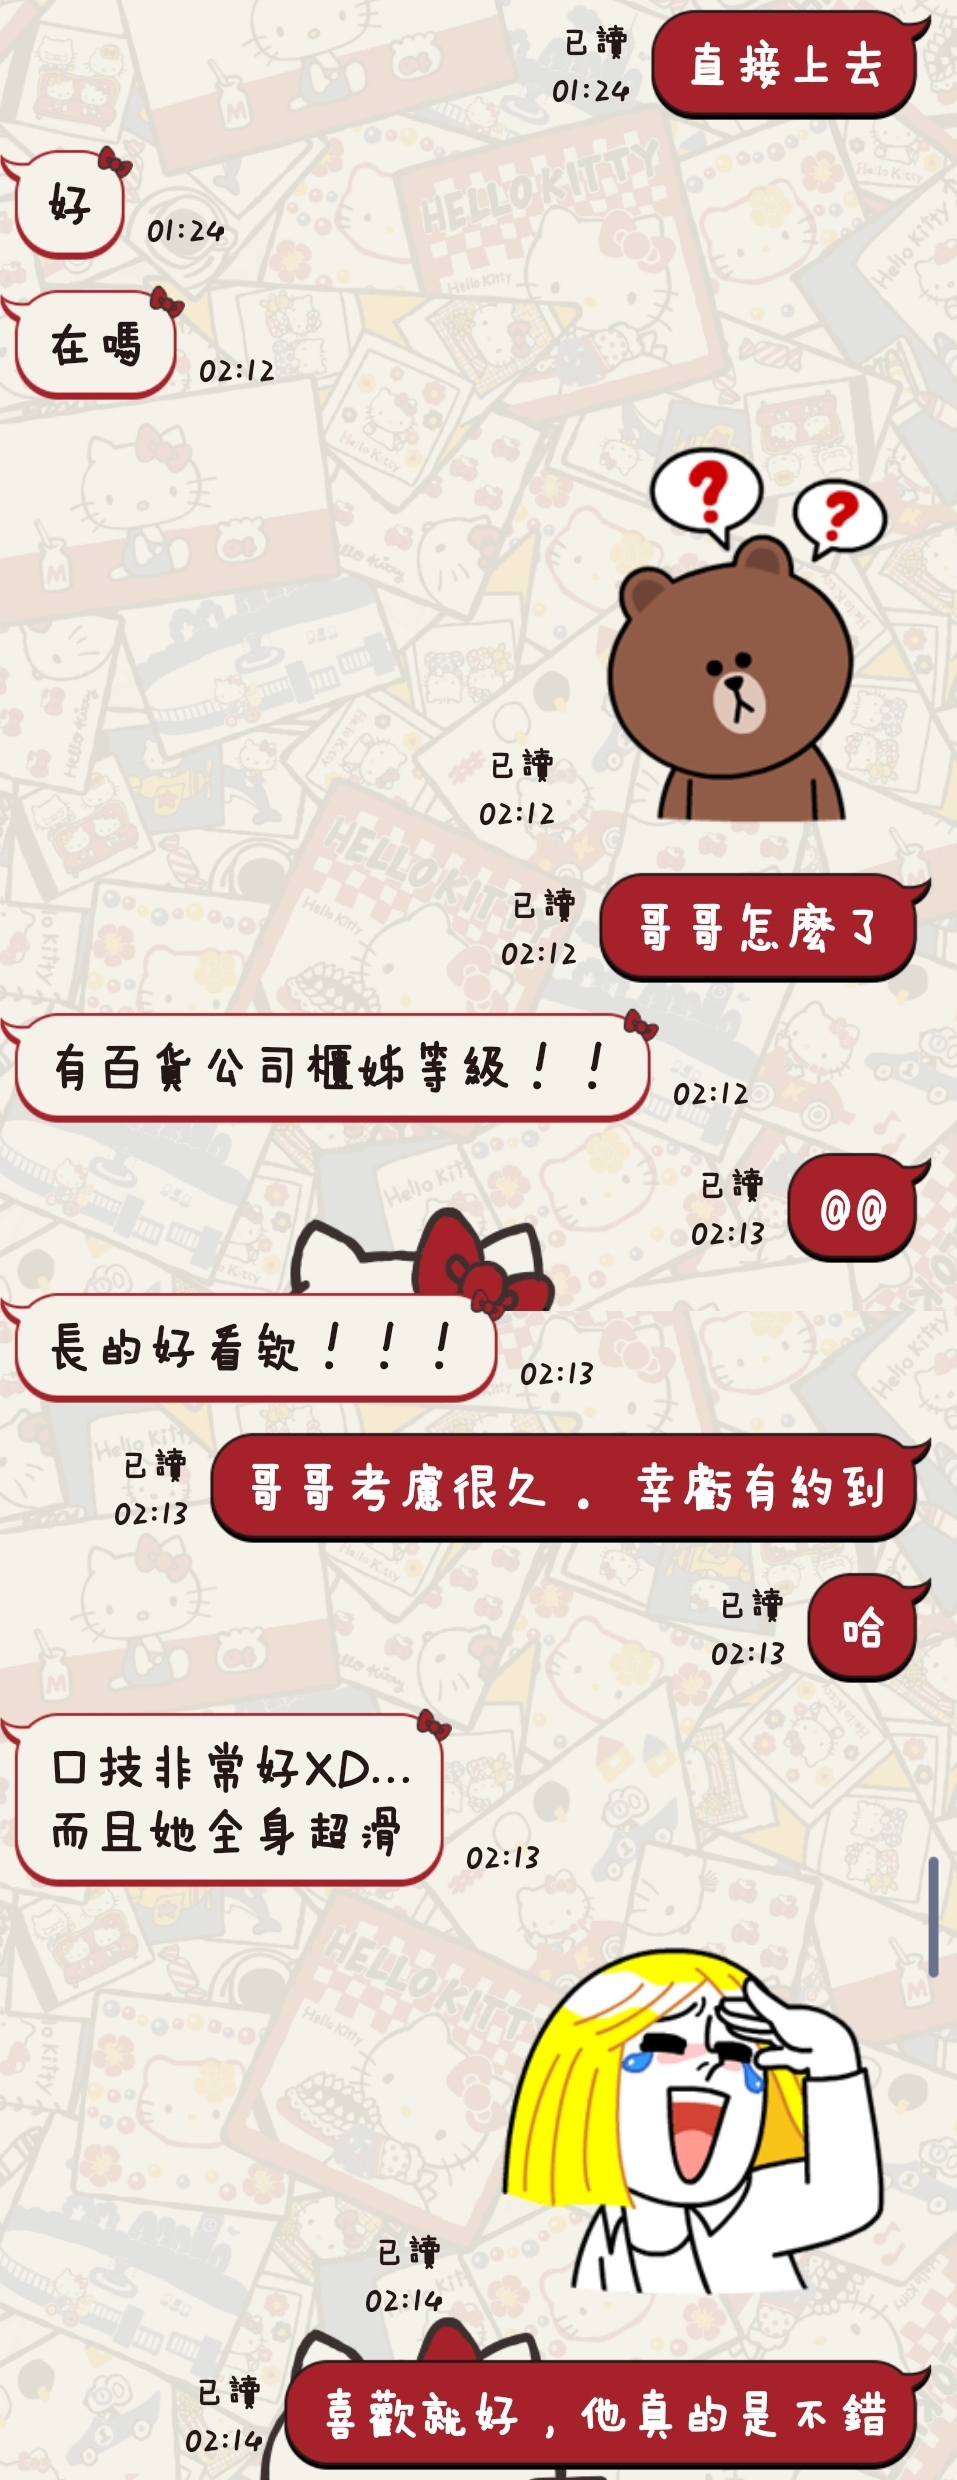 直接上去
已讀
01:24
好
01:24
在嗎
02:12
? ?
已讀
02:12
哥哥怎麼了
已讀
02:12
有百貨公司櫃姊等級！！
02:12
@@
已讀
02:13
長的好看欸！！！
02:13
哥哥考慮很久。幸虧有約到
已讀
02:13
哈
已讀
02:13
口技非常好XD...
而且她全身超滑
02:13
已讀
02:14
喜歡就好，他真的是不錯
已讀
02:14
HELLO KITTY
Hello Kitty